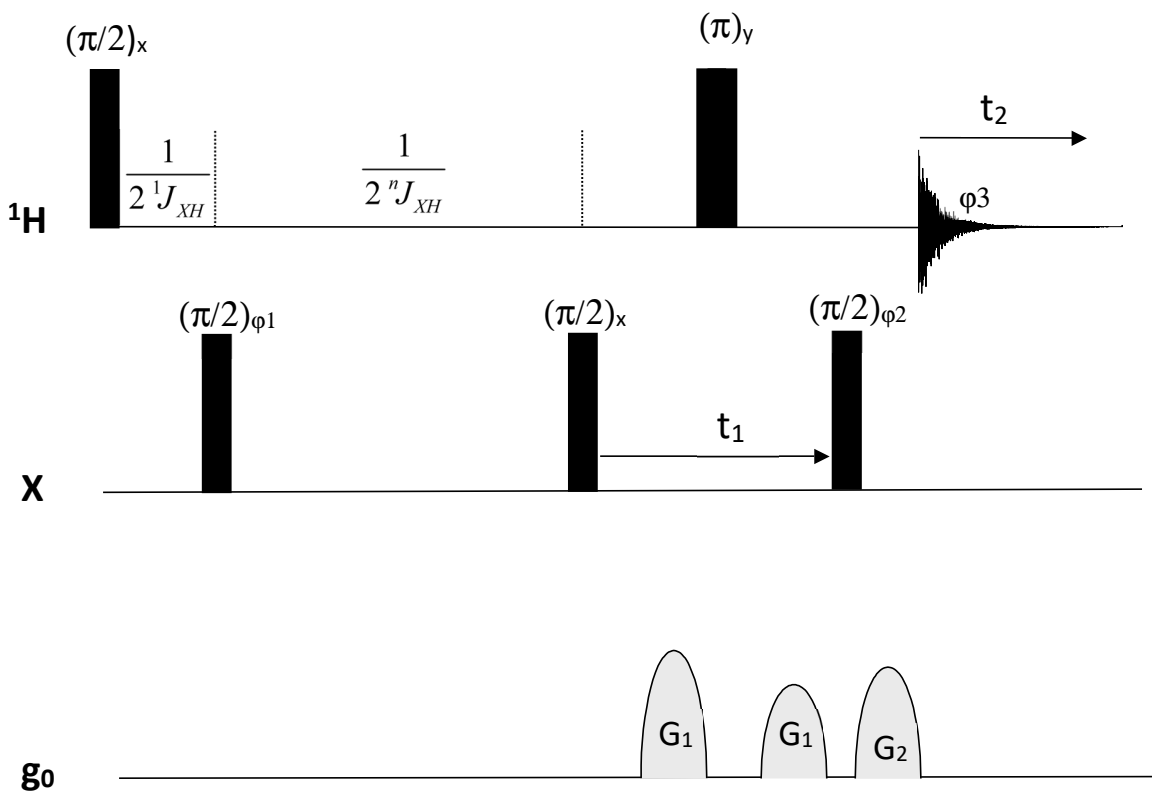 (π/2)x
(π)y
t₂
1
2 ¹J_XH
1
2 ⁿJ_XH
¹H
φ3
(π/2)φ1
(π/2)x
(π/2)φ2
t₁
X
G₁
G₁
G₂
g₀